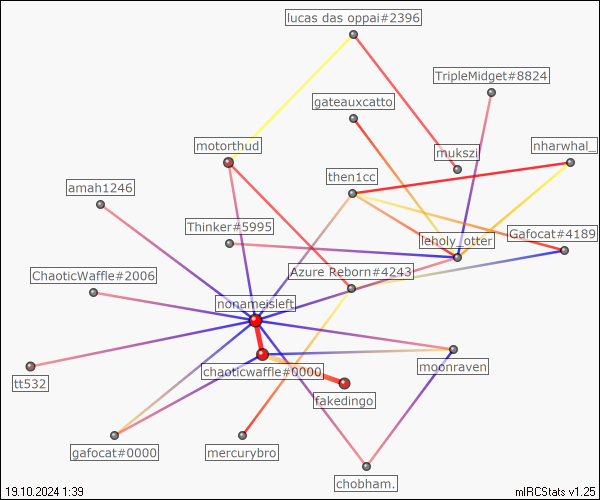 lucas das oppai#2396
TripleMidget#8824
gateauxcatto
motorthud
mukszi
nharwhal_
then1cc
amah1246
Thinker#5995
leholy_otter
Gafocat#4189
ChaoticWaffle#2006
Azure Reborn#4243
nonameisleft
tt532
chaoticwaffle#0000
moonraven
fakedingo
gafocat#0000
mercurybro
chobham.
19.10.2024 1:39
mIRCStats v1.25